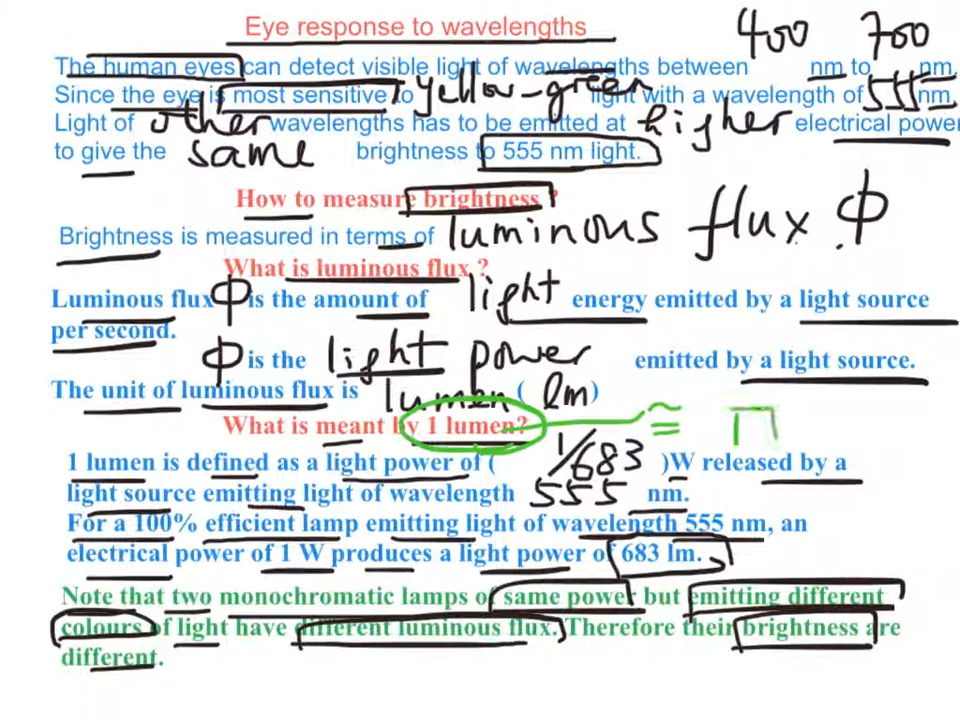 Eye response to wavelengths
The human eyes can detect visible light of wavelengths between 400 nm to 700 nm.
Since the eye is most sensitive to yellow-green light with a wavelength of 555 nm.
Light of other wavelengths has to be emitted at higher electrical power
to give the same brightness to 555 nm light.
How to measure brightness ?
Brightness is measured in terms of luminous flux Φ.
What is luminous flux ?
Luminous flux Φ is the amount of light energy emitted by a light source
per second.
Φ is the light power emitted by a light source.
The unit of luminous flux is lumen ( lm )
What is meant by 1 lumen? ≅
1 lumen is defined as a light power of ( 1/683 )W released by a
light source emitting light of wavelength 555 nm.
For a 100% efficient lamp emitting light of wavelength 555 nm, an
electrical power of 1 W produces a light power of 683 lm.
Note that two monochromatic lamps of same power but emitting different
colours of light have different luminous flux. Therefore their brightness are
different.